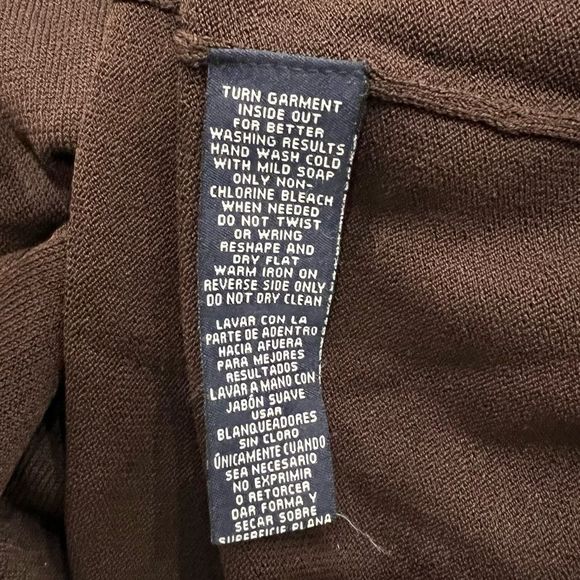 TURN GARMENT
INSIDE OUT
FOR BETTER
WASHING RESULTS
HAND WASH COLD
WITH MILD SOAP
ONLY NON-
CHLORINE BLEACH
WHEN NEEDED
DO NOT TWIST
OR WRING
RESHAPE AND
DRY FLAT
WARM IRON ON
REVERSE SIDE ONLY
DO NOT DRY CLEAN
LAVAR CON LA
PARTE DE ADENTRO
HACIA AFUERA
PARA MEJORES
RESULTADOS
LAVAR A MANO CON
JABÓN SUAVE
USAR
BLANQUEADORES
SIN CLORO
ÚNICAMENTE CUANDO
SEA NECESARIO
NO EXPRIMIR
O RETORCER
DAR FORMA Y
SECAR SOBRE
SUPERFICIE PLANA